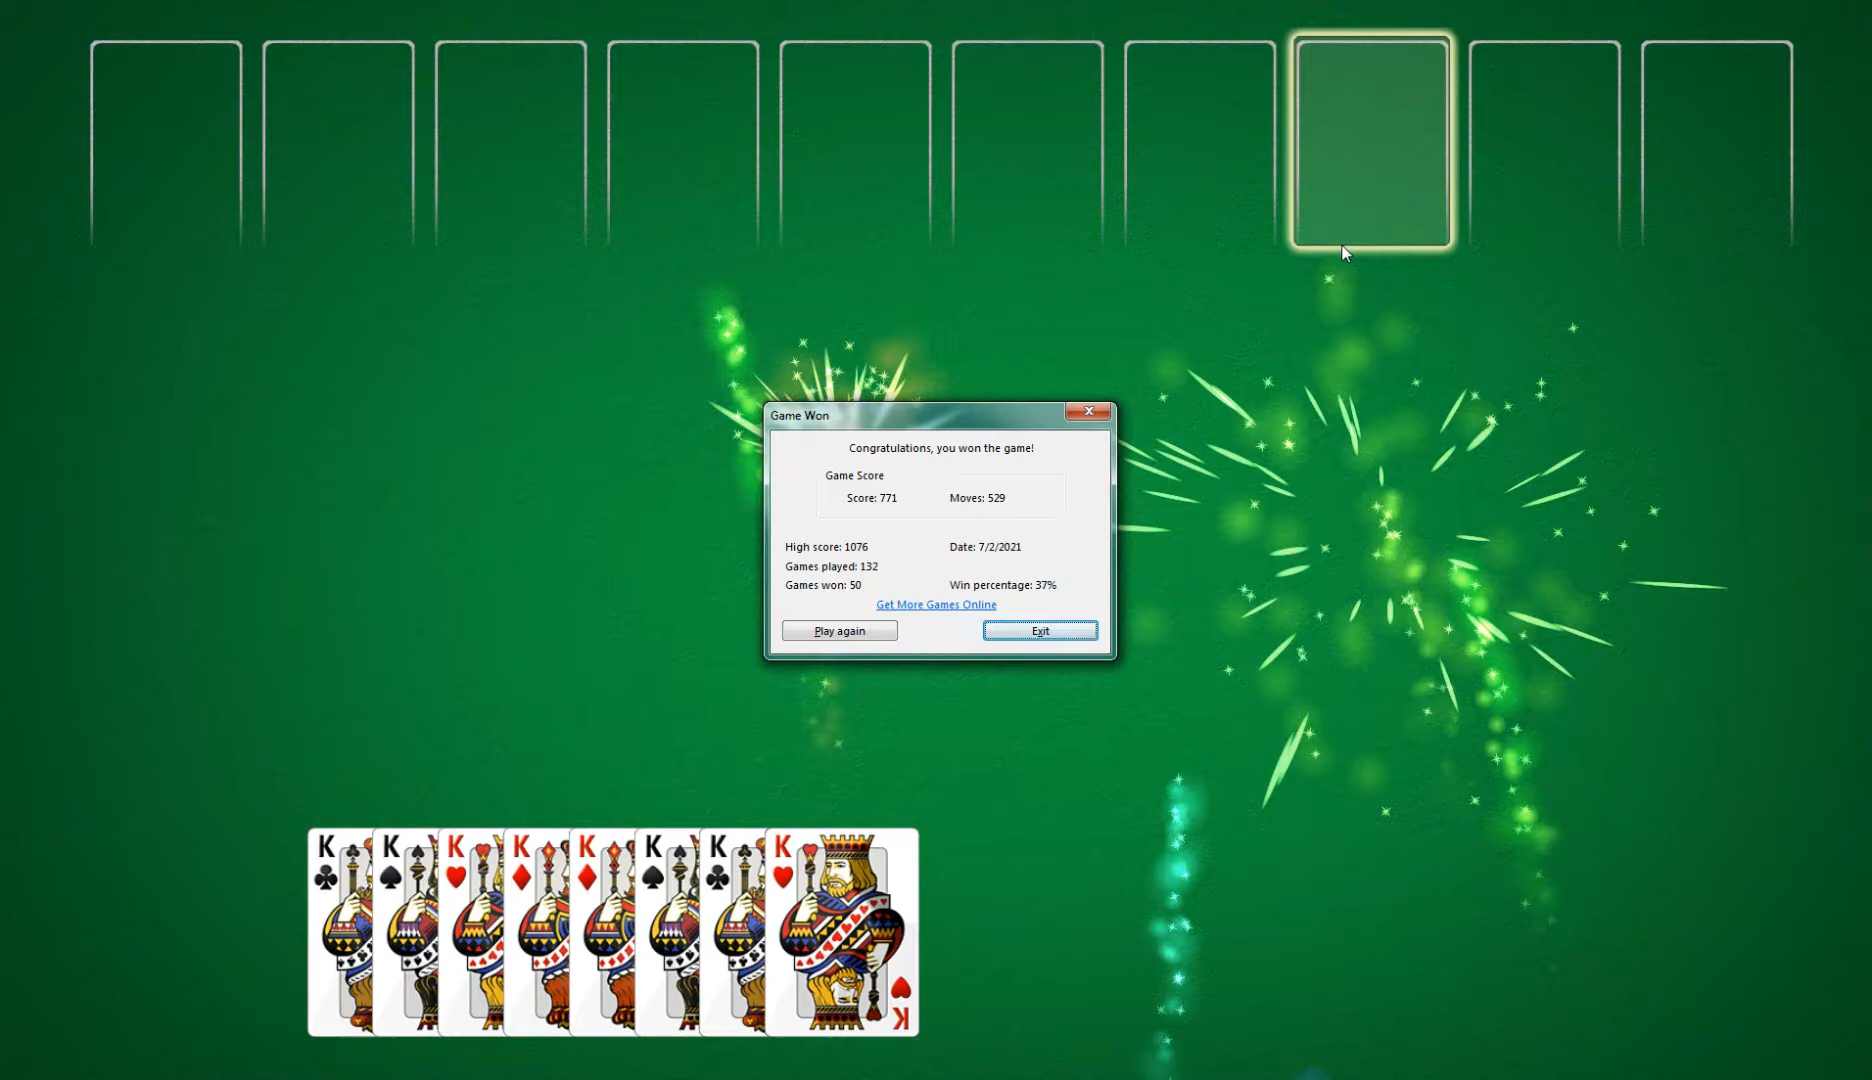 Game Won
Congratulations, you won the game!
Game Score
Score: 771 Moves: 529
High score: 1076 Date: 7/2/2021
Games played: 132
Games won: 50 Win percentage: 37%
Get More Games Online
Play again Exit
K K K K K K K K
K